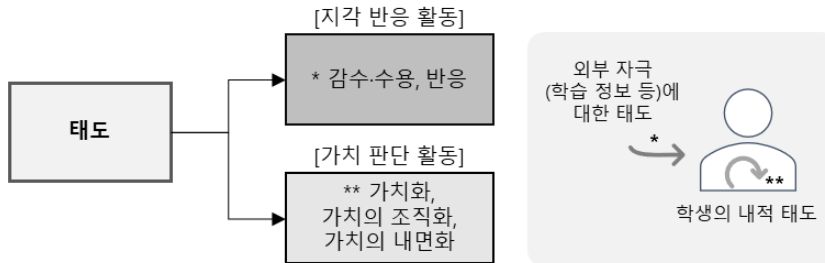 태도
[지각 반응 활동]
* 감수·수용, 반응
[가치 판단 활동]
** 가치화,
가치의 조직화,
가치의 내면화
외부 자극
(학습 정보 등)에
대한 태도
*
**
학생의 내적 태도